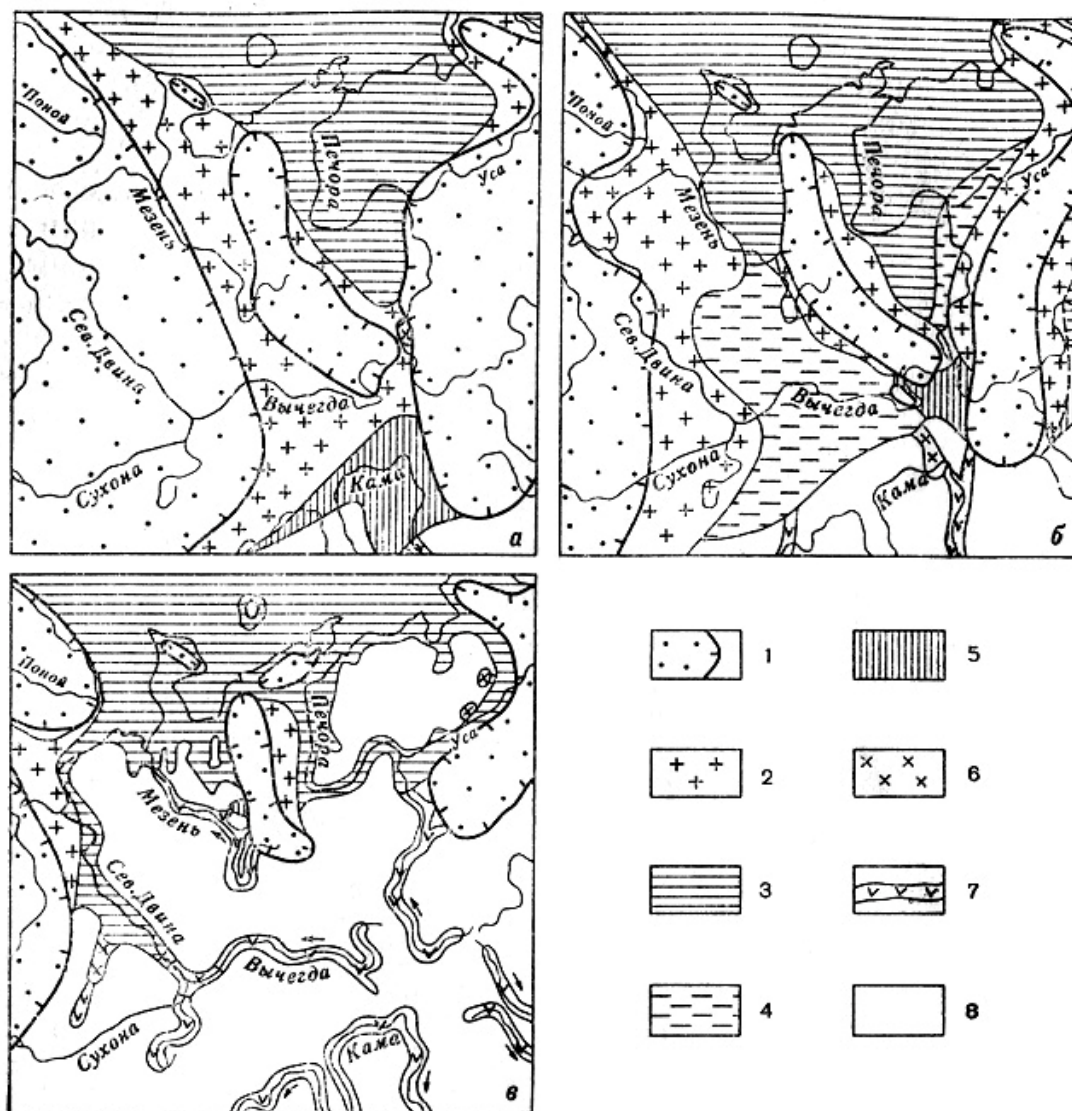 Поной
Мезень
Печора
Уса
Сев. Двина
Вычегда
Сухона
Кама
а
Поной
Мезень
Печора
Уса
Сев. Двина
Вычегда
Сухона
Кама
б
Поной
Мезень
Печора
Уса
Сев. Двина
Вычегда
Сухона
Кама
в
1
5
2
6
3
7
4
8